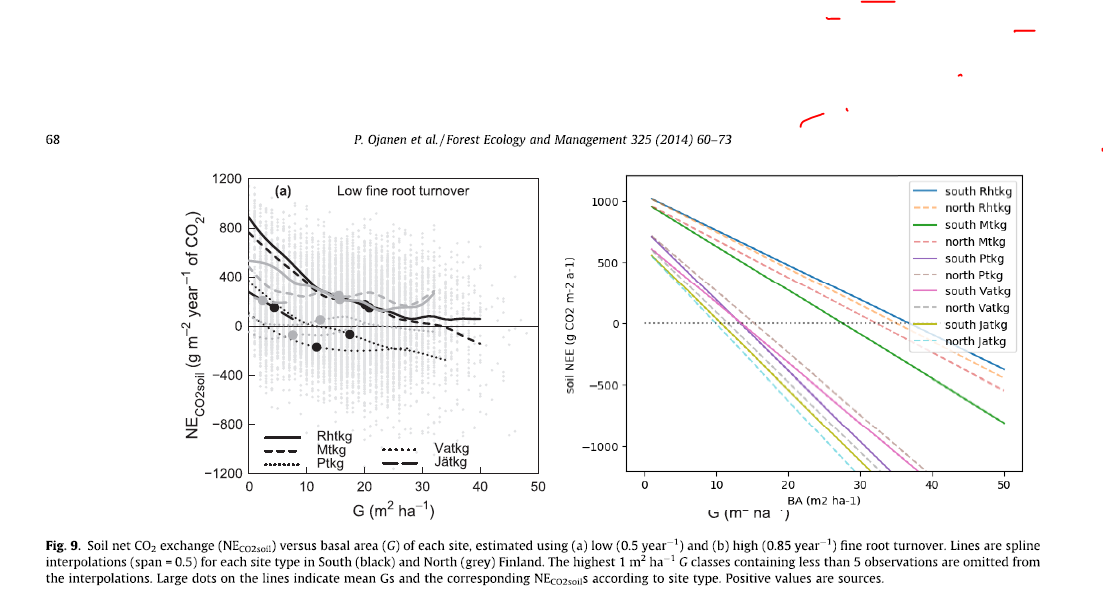 68
P. Ojanen et al. / Forest Ecology and Management 325 (2014) 60–73
(a) Low fine root turnover
NE_CO2soil (g m⁻² year⁻¹ of CO₂)
1200
800
400
0
−400
−800
−1200
Rhtkg
Mtkg
Ptkg
Vatkg
Jätkg
0 10 20 30 40 50
G (m² ha⁻¹)
soil NEE (g CO2 m-2 a-1)
1000
500
0
−500
−1000
south Rhtkg
north Rhtkg
south Mtkg
north Mtkg
south Ptkg
north Ptkg
south Vatkg
north Vatkg
south Jatkg
north Jatkg
0 10 20 30 40 50
BA (m2 ha-1)
G (m⁻ ha ⁻)
Fig. 9. Soil net CO₂ exchange (NE_CO2soil) versus basal area (G) of each site, estimated using (a) low (0.5 year⁻¹) and (b) high (0.85 year⁻¹) fine root turnover. Lines are spline
interpolations (span = 0.5) for each site type in South (black) and North (grey) Finland. The highest 1 m² ha⁻¹ G classes containing less than 5 observations are omitted from
the interpolations. Large dots on the lines indicate mean Gs and the corresponding NE_CO2soils according to site type. Positive values are sources.